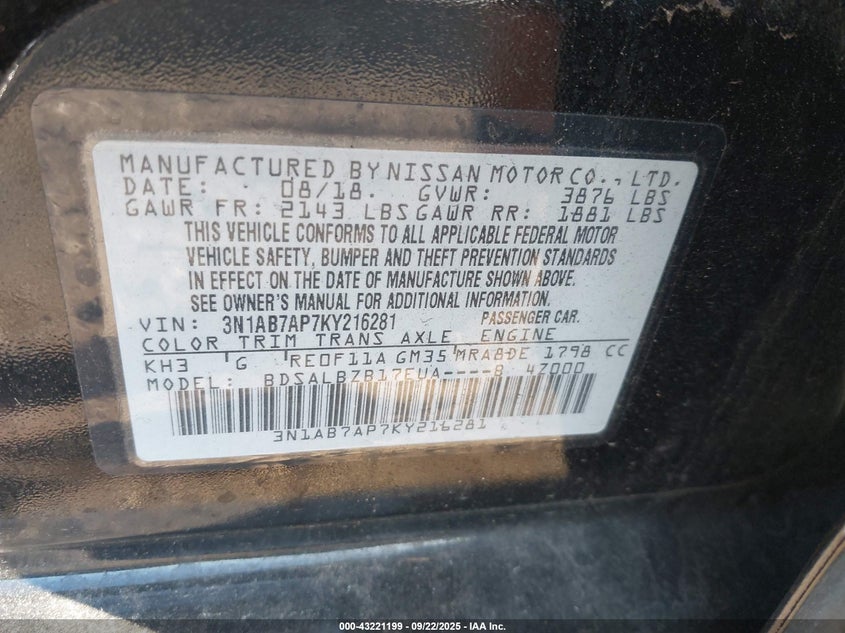 MANUFACTURED BY NISSAN MOTOR CO., LTD.
DATE: 08/18. GVWR: 3876 LBS
GAWR FR: 2143 LBS GAWR RR: 1881 LBS
THIS VEHICLE CONFORMS TO ALL APPLICABLE FEDERAL MOTOR
VEHICLE SAFETY, BUMPER AND THEFT PREVENTION STANDARDS
IN EFFECT ON THE DATE OF MANUFACTURE SHOWN ABOVE.
SEE OWNER'S MANUAL FOR ADDITIONAL INFORMATION.
VIN: 3N1AB7AP7KY216281 PASSENGER CAR.
COLOR TRIM TRANS AXLE ENGINE
KH3 G RE0F11A GM35 MRA8DE 1798 CC
MODEL: BDSALBZB17EUA----B 47000
3N1AB7AP7KY216281
000-43221199 | 09/22/2025 | IAA Inc.